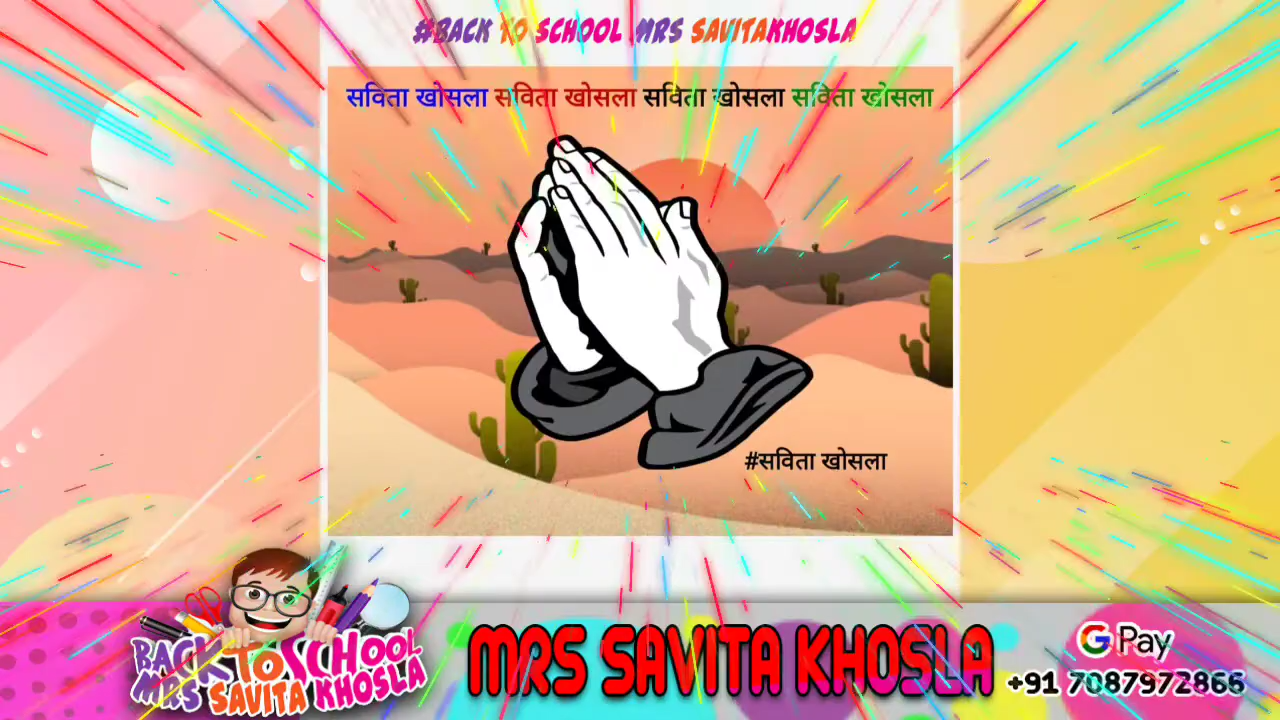 #BACK TO SCHOOL MRS SAVITAKHOSLA
सविता खोसला सविता खोसला सविता खोसला सविता खोसला
#सविता खोसला
BACK TO SCHOOL
MRS SAVITA KHOSLA
MRS SAVITA KHOSLA
G Pay
+91 7087972866